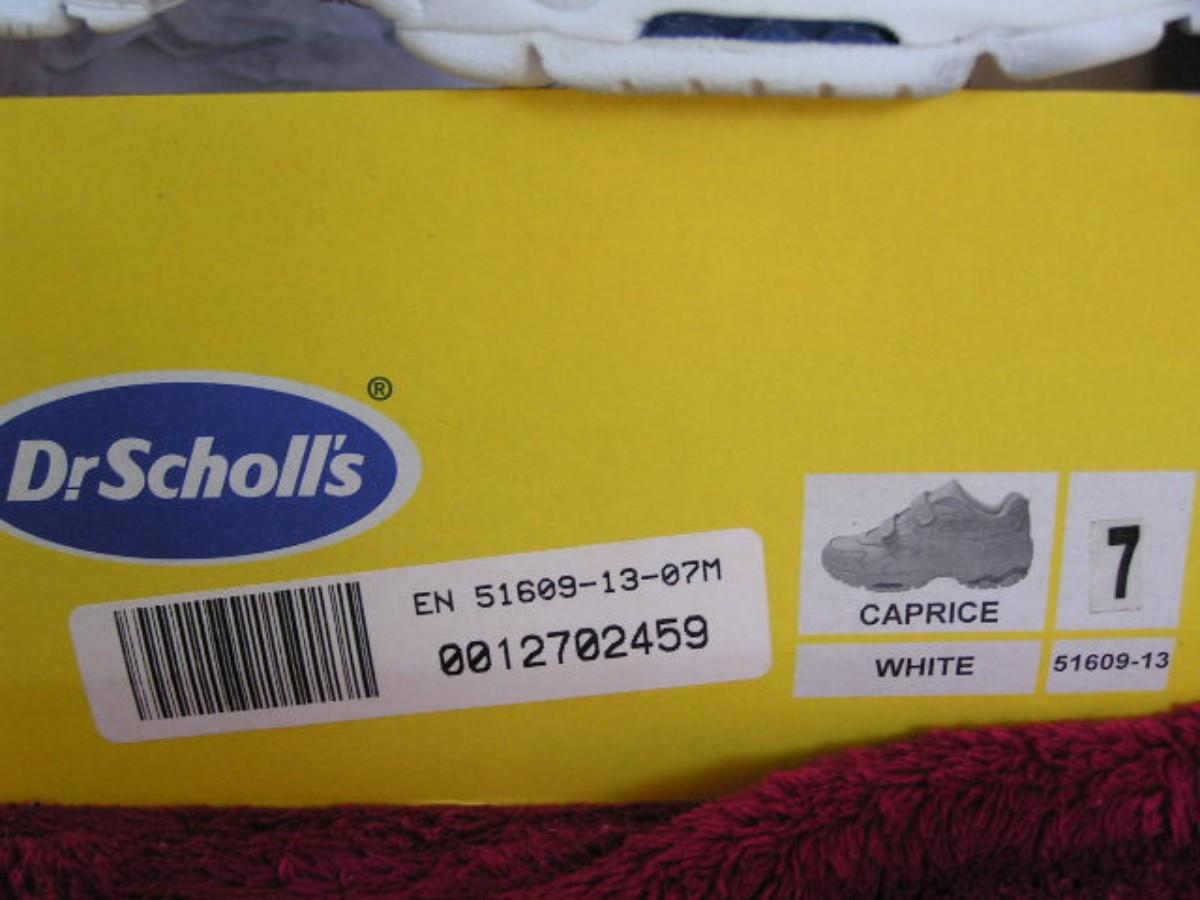 Dr. Scholl's®
EN 51609-13-07M
0012702459
CAPRICE
7
WHITE
51609-13